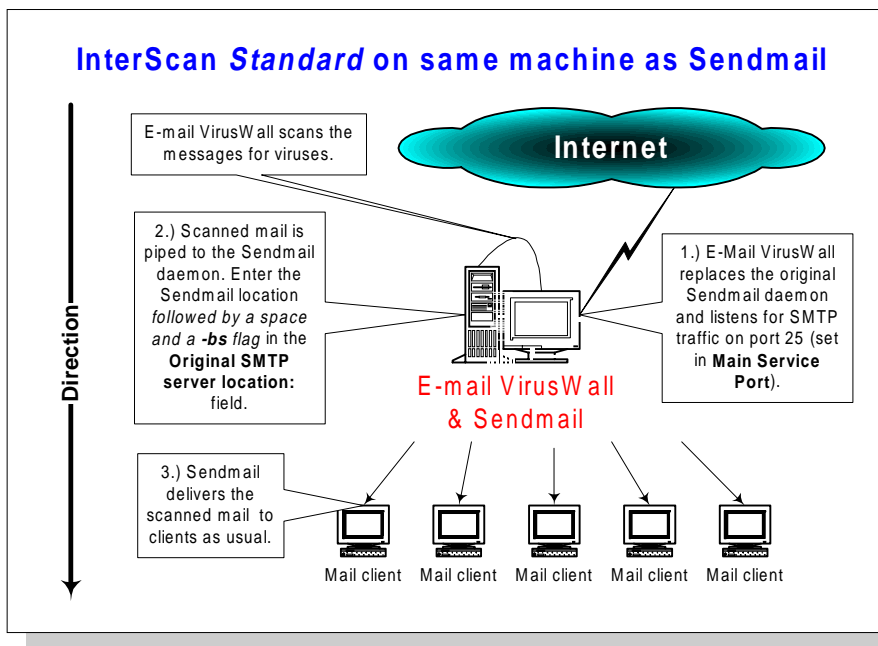 InterScan Standard on same machine as Sendmail
E-mail VirusWall scans the
messages for viruses.
Internet
2.) Scanned mail is
piped to the Sendmail
daemon. Enter the
Sendmail location
followed by a space
and a -bs flag in the
Original SMTP
server location:
field.
1.) E-Mail VirusWall
replaces the original
Sendmail daemon
and listens for SMTP
traffic on port 25 (set
in Main Service
Port).
Direction
E-mail VirusWall
& Sendmail
3.) Sendmail
delivers the
scanned mail to
clients as usual.
Mail client Mail client Mail client Mail client Mail client